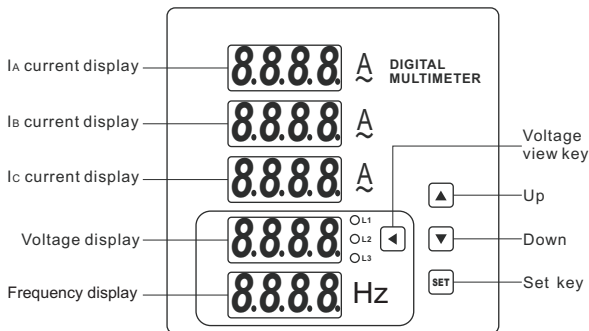 IA current display
8.8.8.8.
A
~
DIGITAL
MULTIMETER
IB current display
8.8.8.8.
A
~
IC current display
8.8.8.8.
A
~
Voltage
view key
Up
Voltage display
8.8.8.8.
L1
L2
L3
Down
Frequency display
8.8.8.8.
Hz
SET
Set key